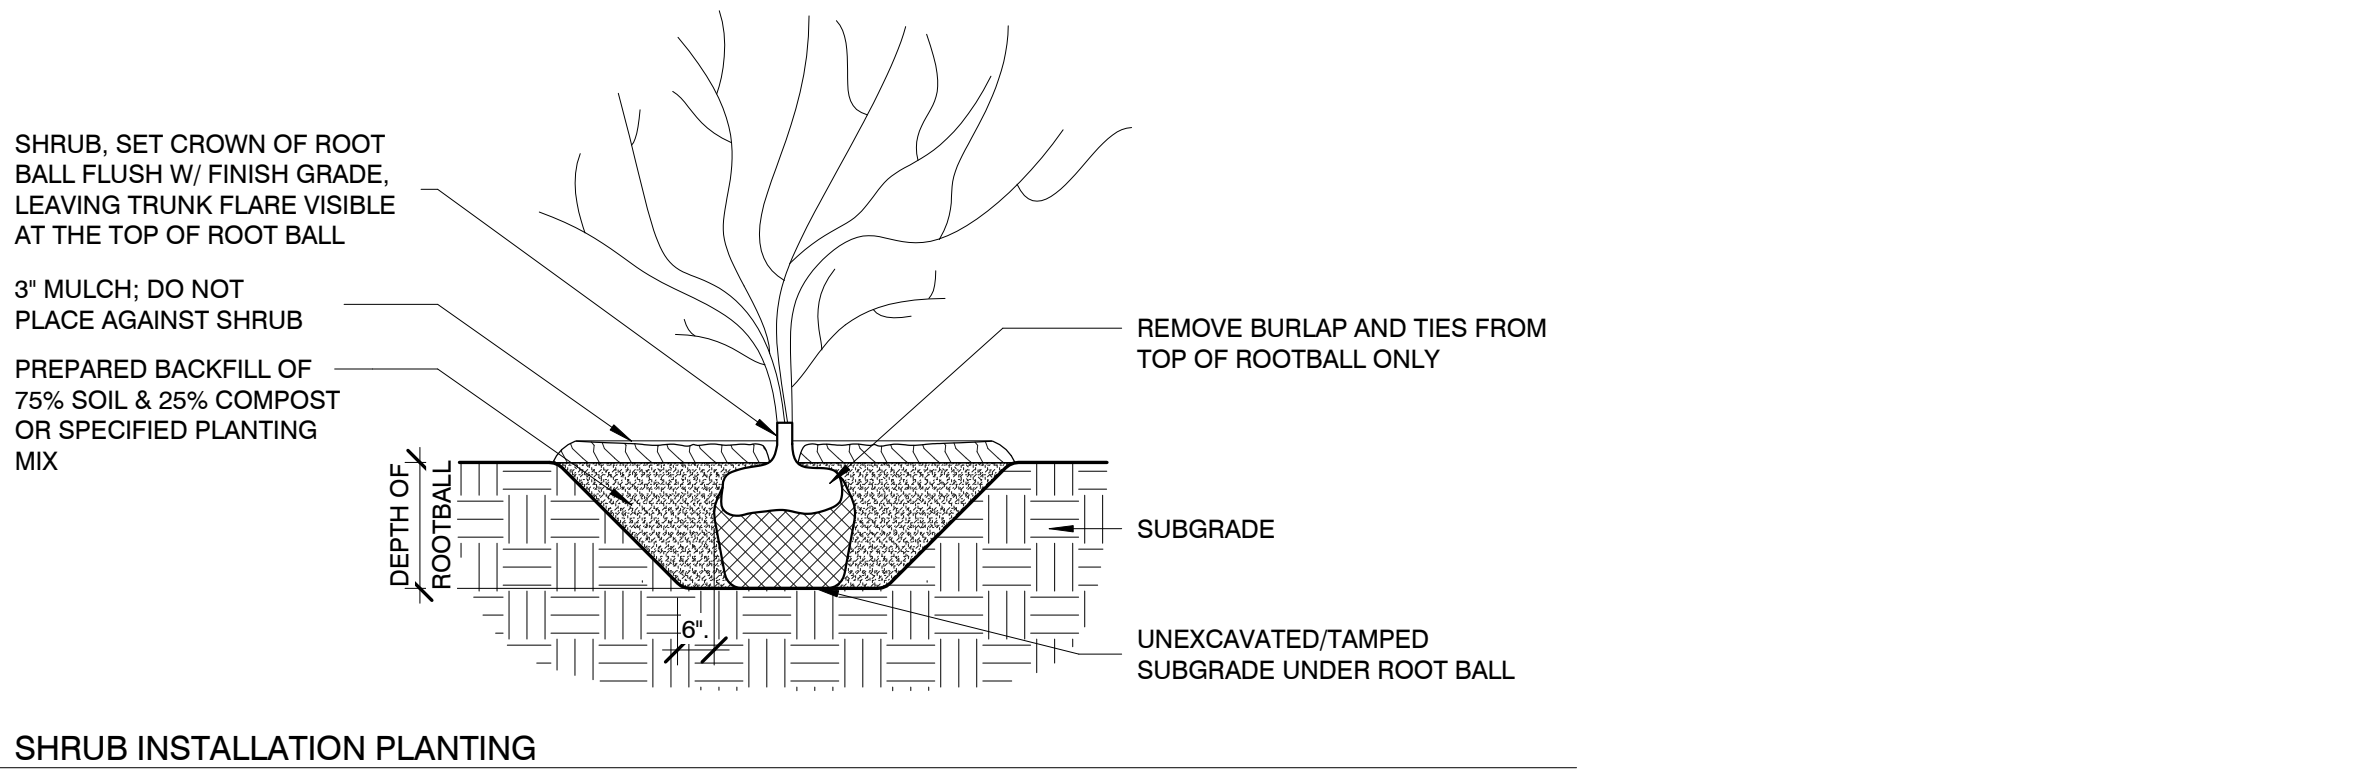 SHRUB, SET CROWN OF ROOT
BALL FLUSH W/ FINISH GRADE,
LEAVING TRUNK FLARE VISIBLE
AT THE TOP OF ROOT BALL
3" MULCH; DO NOT
PLACE AGAINST SHRUB
PREPARED BACKFILL OF
75% SOIL & 25% COMPOST
OR SPECIFIED PLANTING
MIX
DEPTH OF
ROOTBALL
6".
REMOVE BURLAP AND TIES FROM
TOP OF ROOTBALL ONLY
SUBGRADE
UNEXCAVATED/TAMPED
SUBGRADE UNDER ROOT BALL
SHRUB INSTALLATION PLANTING